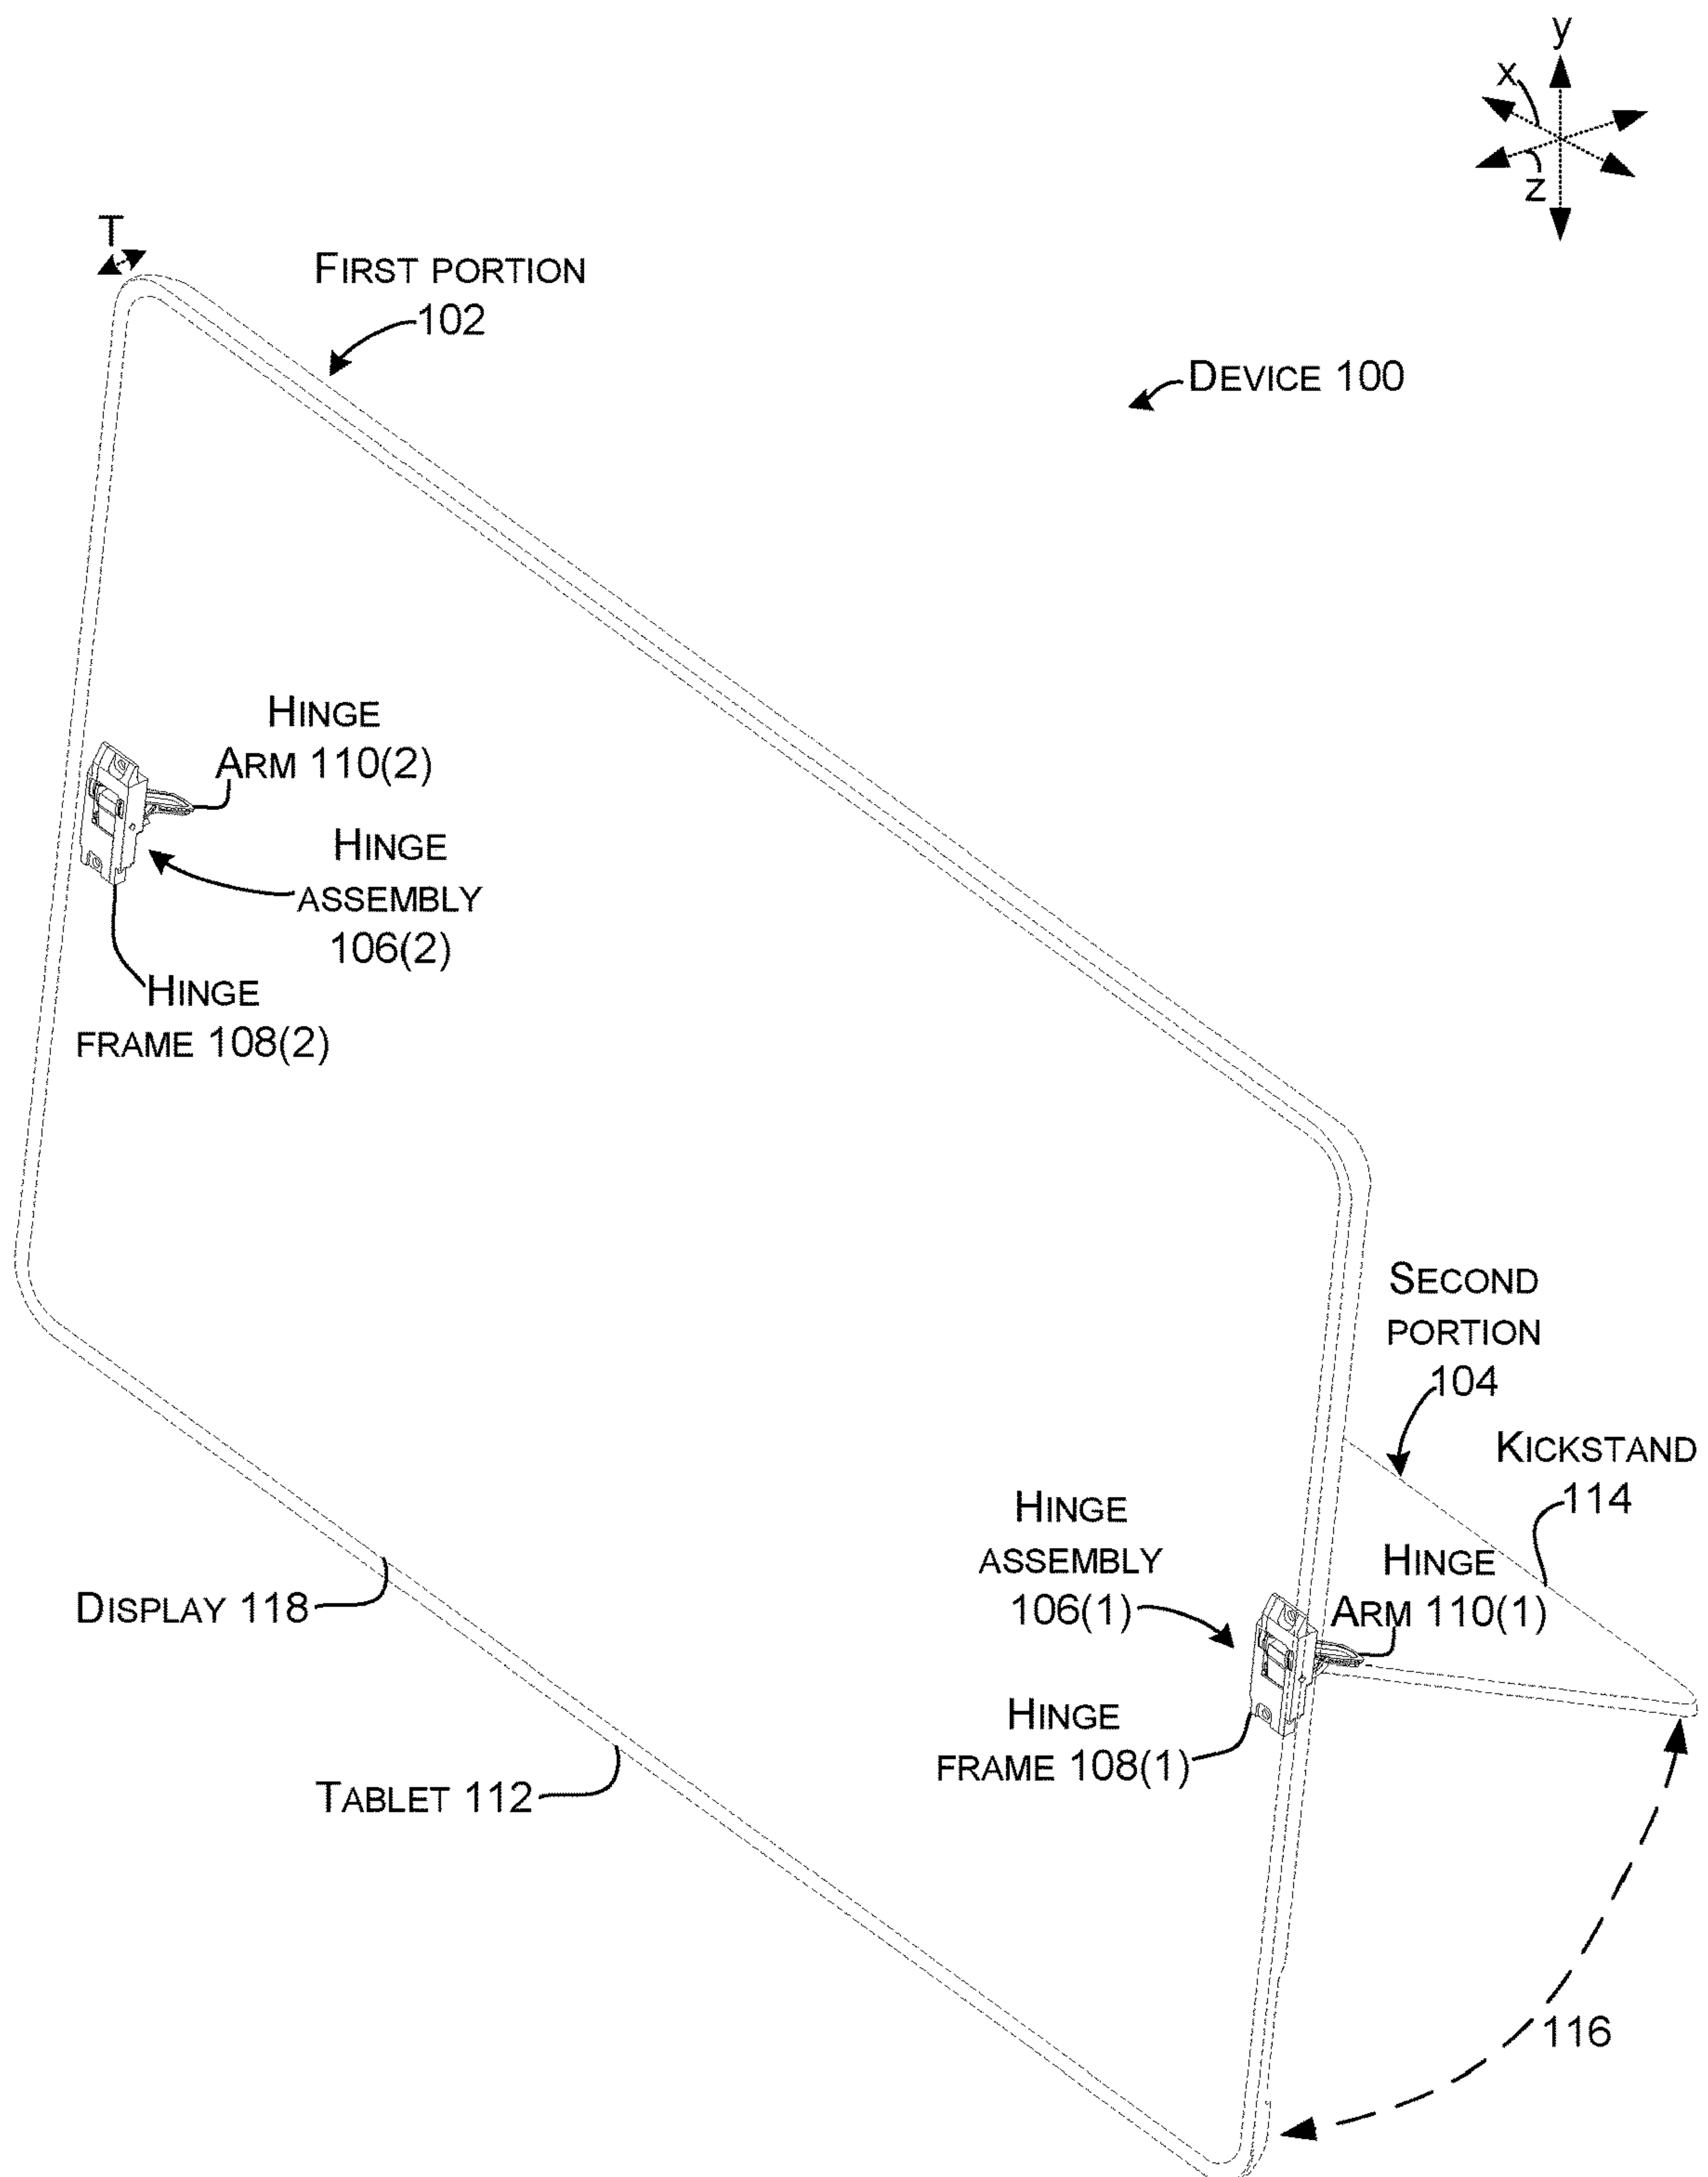 y
x
z
T
FIRST PORTION
102
DEVICE 100
HINGE
ARM 110(2)
HINGE
ASSEMBLY
106(2)
HINGE
FRAME 108(2)
SECOND
PORTION
104
KICKSTAND
114
HINGE
ASSEMBLY
106(1)
HINGE
ARM 110(1)
DISPLAY 118
HINGE
FRAME 108(1)
TABLET 112
116